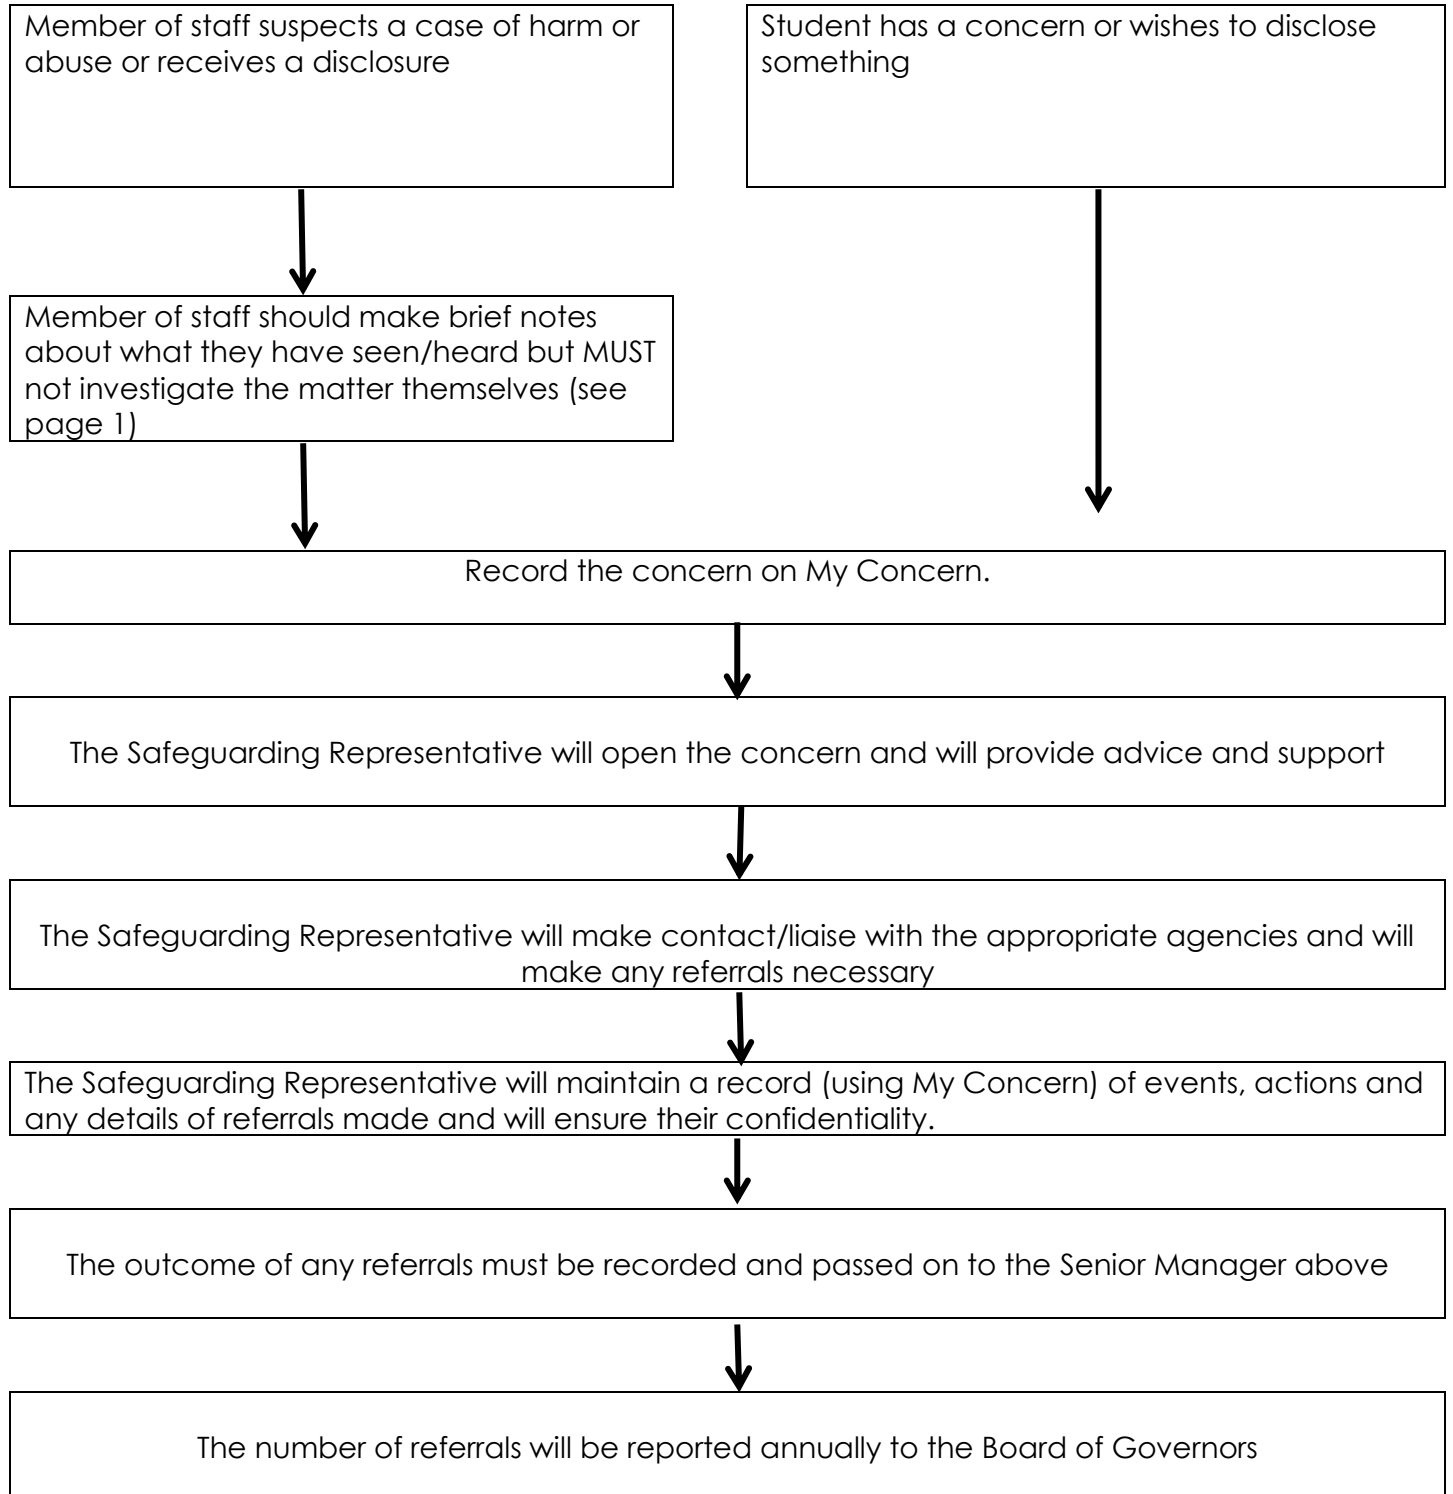 Member of staff suspects a case of harm or
abuse or receives a disclosure
Student has a concern or wishes to disclose
something
Member of staff should make brief notes
about what they have seen/heard but MUST
not investigate the matter themselves (see
page 1)
Record the concern on My Concern.
The Safeguarding Representative will open the concern and will provide advice and support
The Safeguarding Representative will make contact/liaise with the appropriate agencies and will
make any referrals necessary
The Safeguarding Representative will maintain a record (using My Concern) of events, actions and
any details of referrals made and will ensure their confidentiality.
The outcome of any referrals must be recorded and passed on to the Senior Manager above
The number of referrals will be reported annually to the Board of Governors